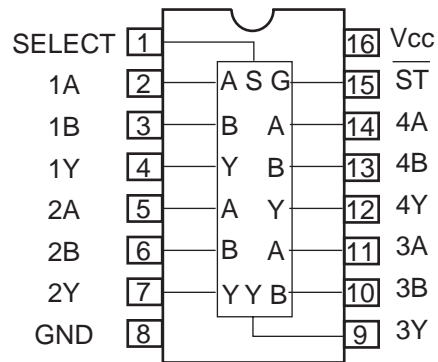 SELECT 1 16 Vcc
1A 2 A S G 15 ST
1B 3 B A 14 4A
1Y 4 Y B 13 4B
2A 5 A Y 12 4Y
2B 6 B A 11 3A
2Y 7 Y Y B 10 3B
GND 8 9 3Y